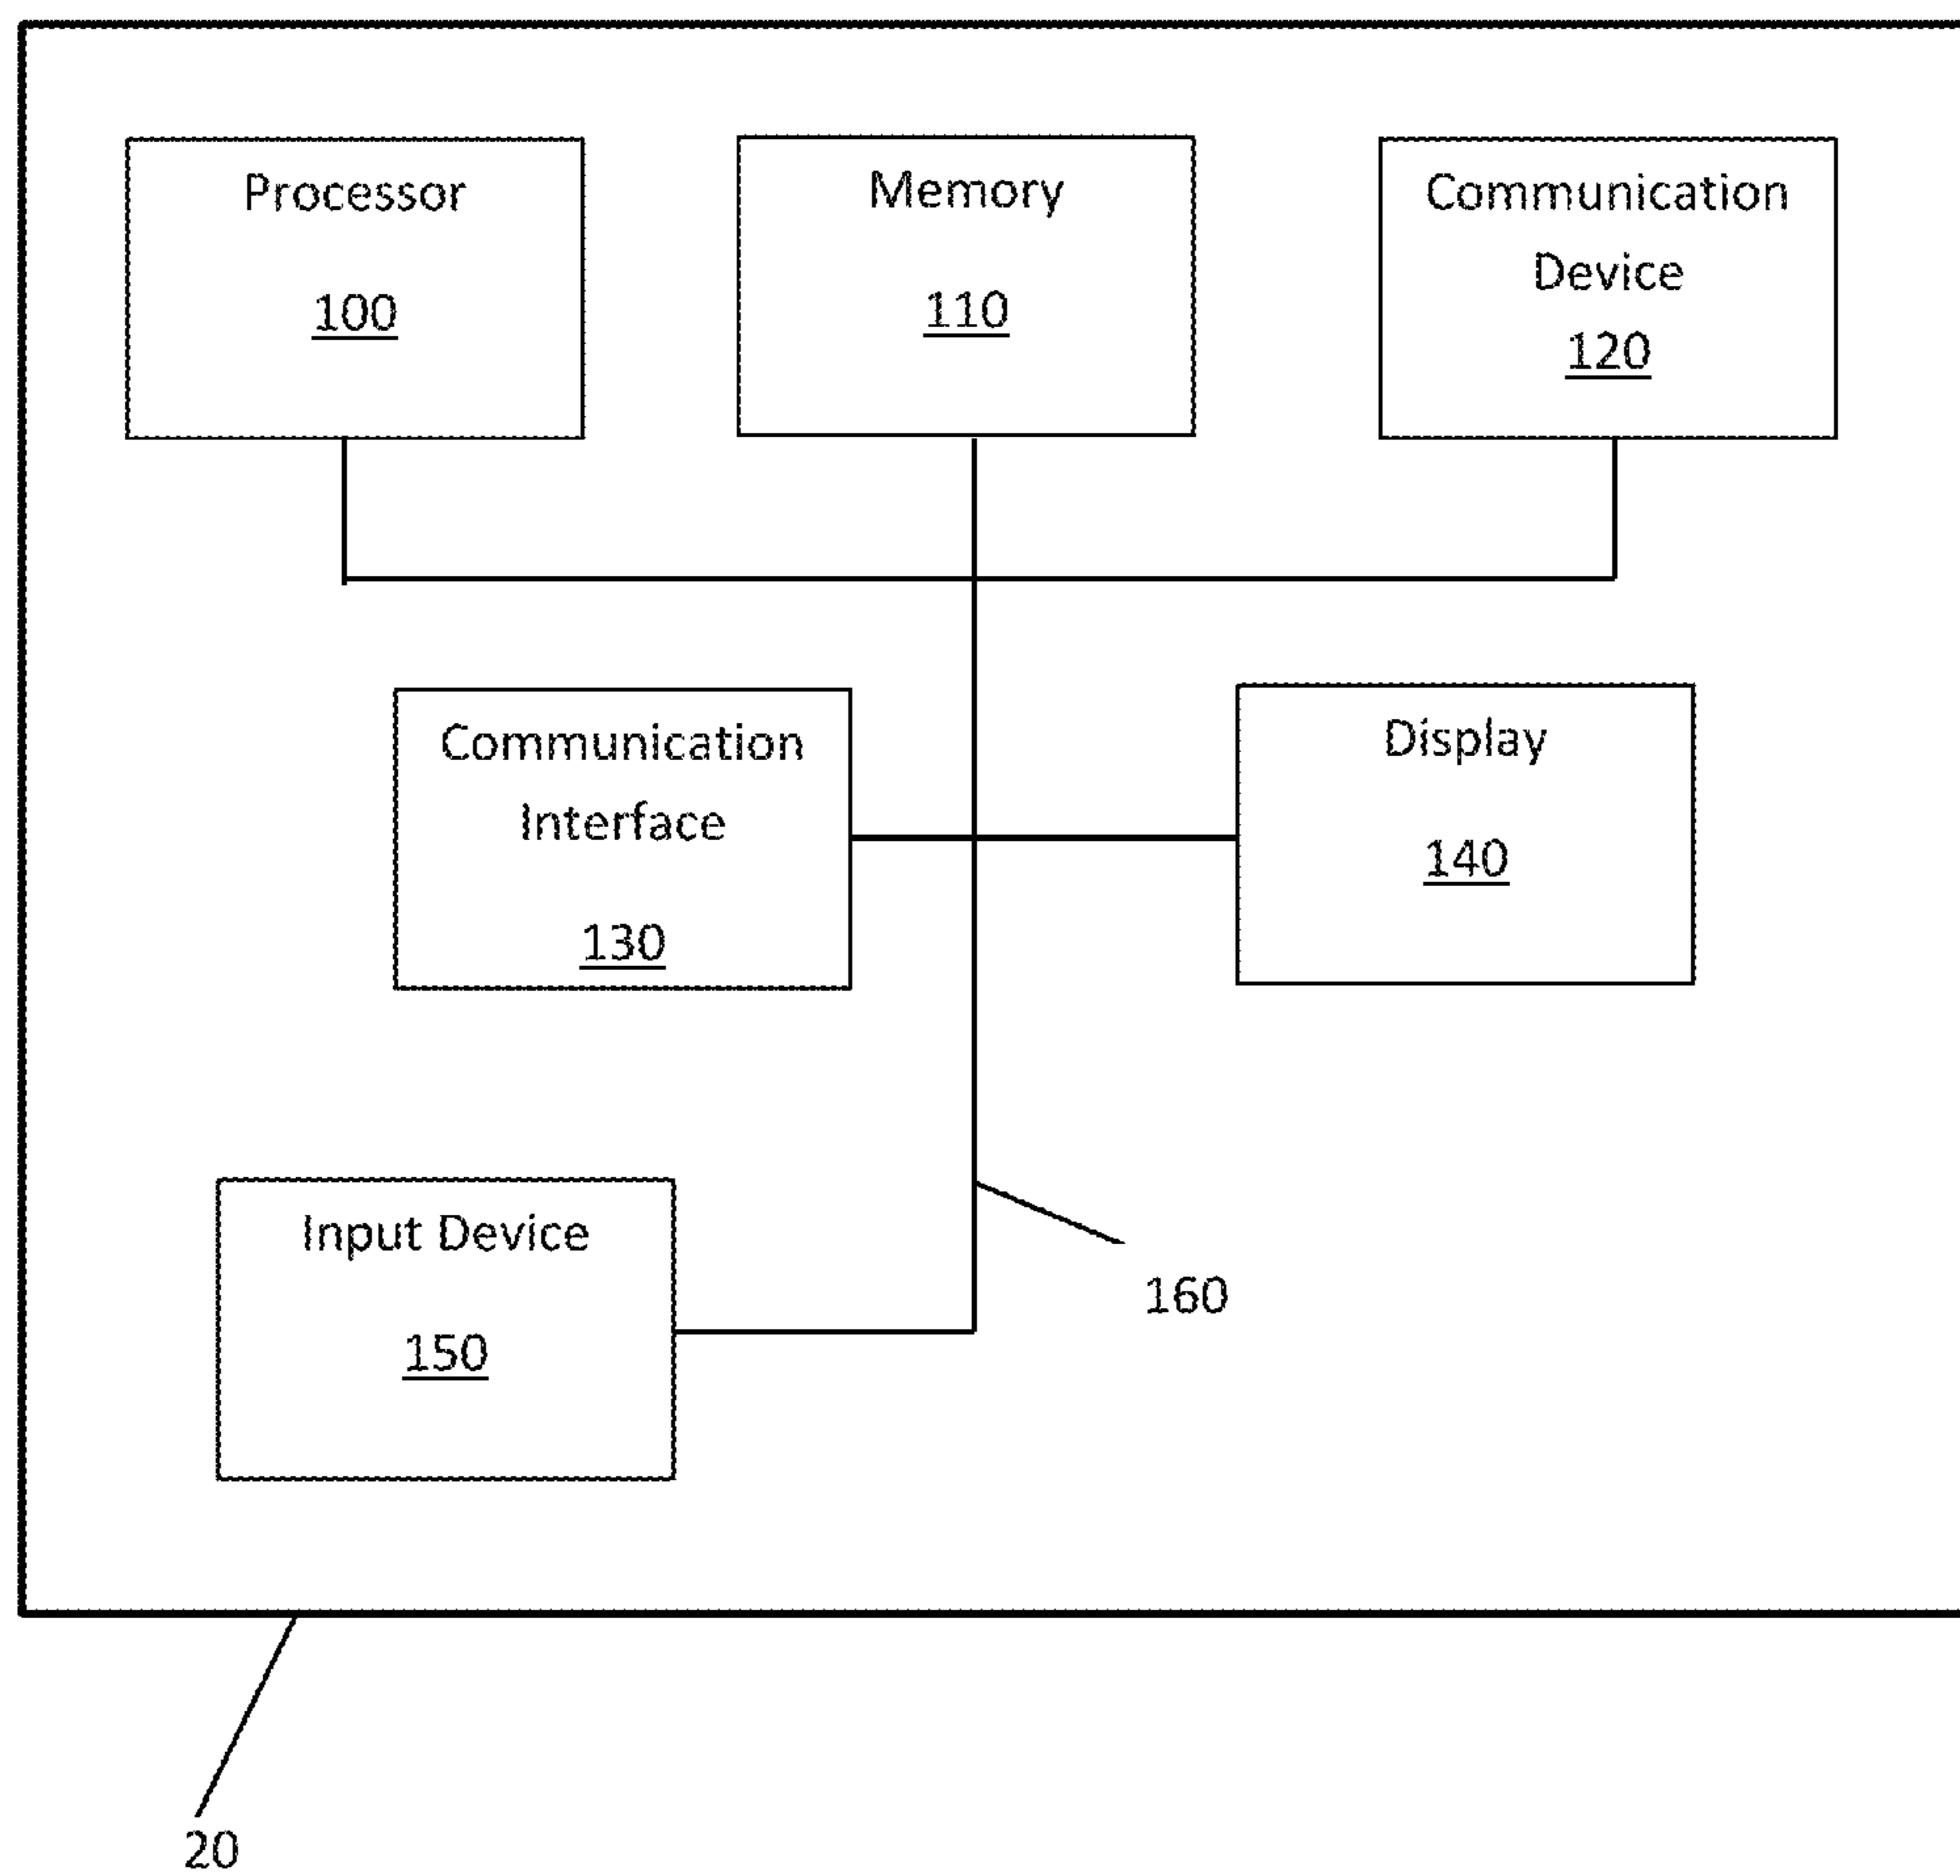 Processor
100
Memory
110
Communication
Device
120
Communication
Interface
130
Display
140
Input Device
150
160
20